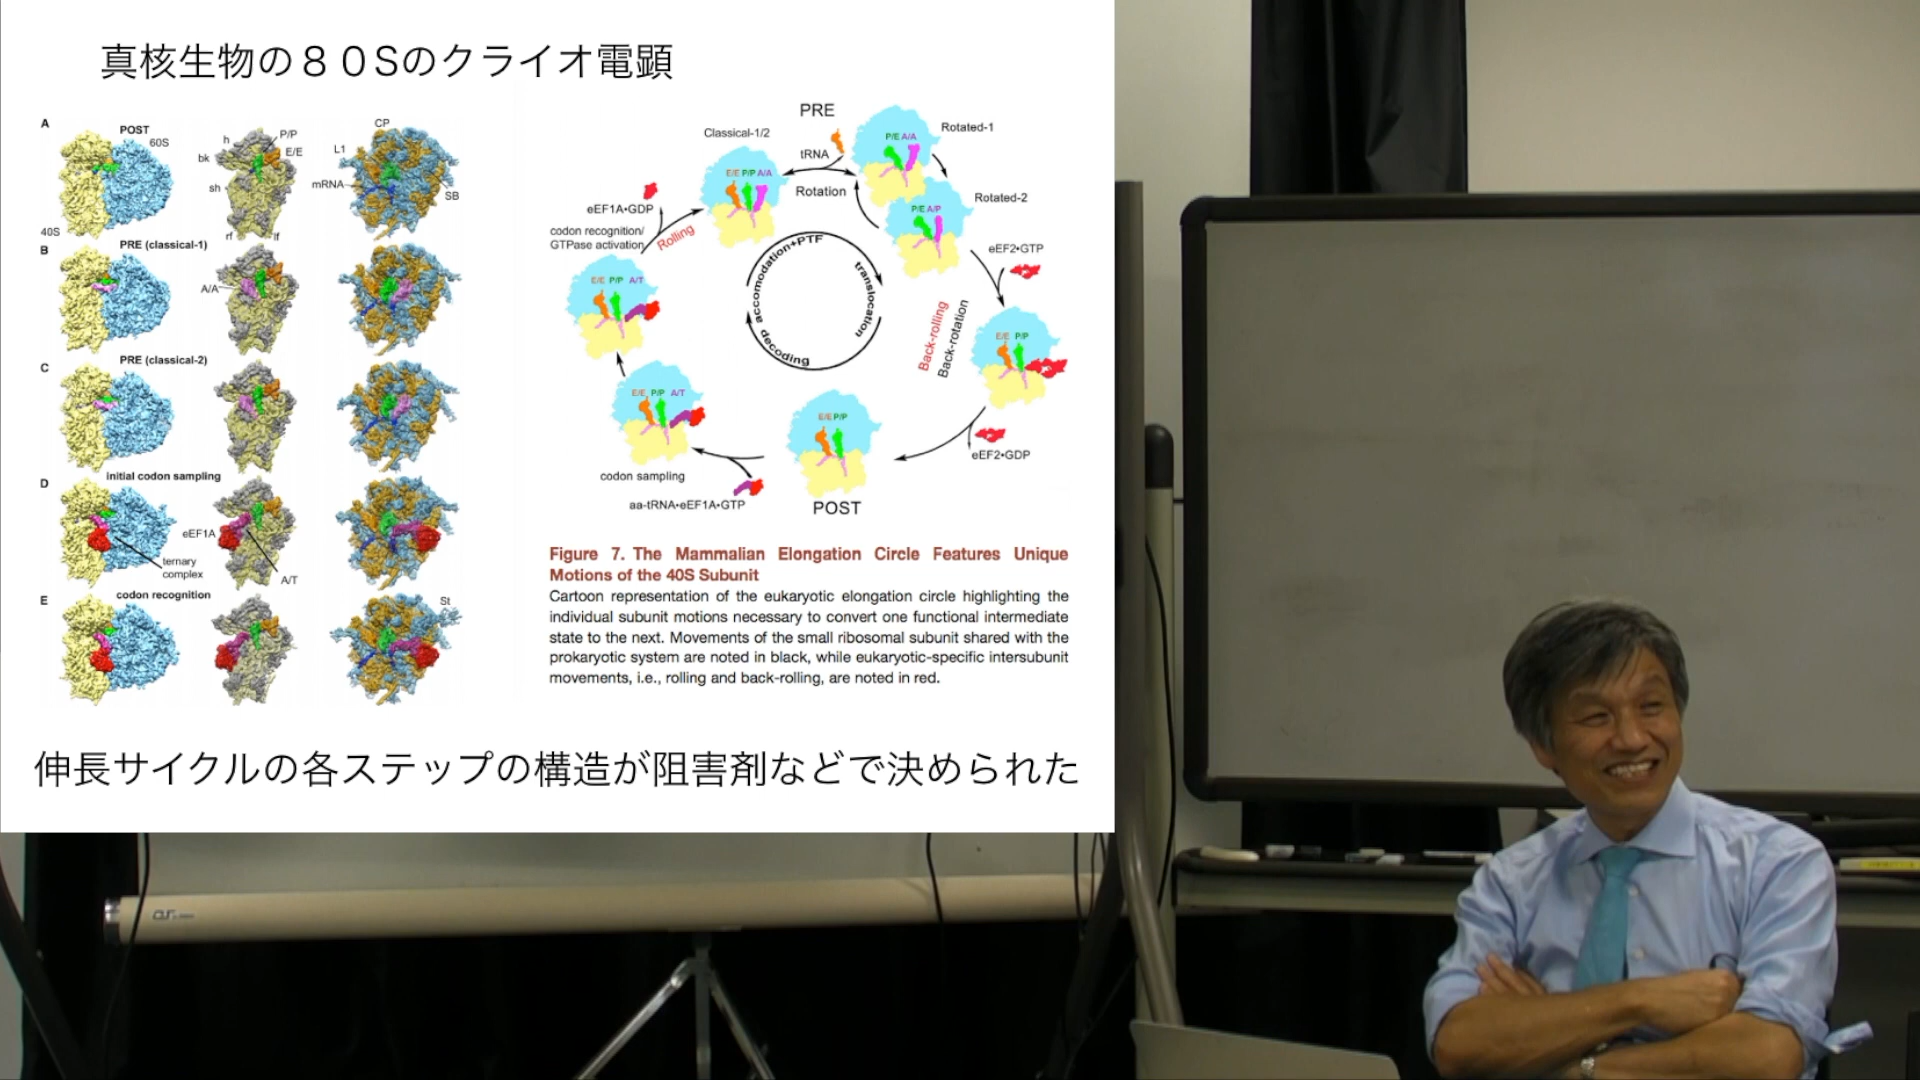 真核生物の８０Sのクライオ電顕
A
POST
60S
40S
h
P/P
bk
E/E
sh
rf
lf
CP
L1
mRNA
SB
B
PRE (classical-1)
A/A
C
PRE (classical-2)
D
initial codon sampling
eEF1A
ternary
complex
A/T
E
codon recognition
St
PRE
Classical-1/2
tRNA
Rotation
P/E A/A
Rotated-1
Rotated-2
P/E A/P
E/E P/P A/A
eEF1A•GDP
codon recognition/
GTPase activation
Rolling
E/E P/P A/T
accomodation+PTF
translocation
decoding
eEF2•GTP
Back-rolling
Back-rotation
E/E P/P
E/E P/P A/T
E/E P/P
eEF2•GDP
codon sampling
aa-tRNA•eEF1A•GTP
POST
Figure 7. The Mammalian Elongation Circle Features Unique
Motions of the 40S Subunit
Cartoon representation of the eukaryotic elongation circle highlighting the
individual subunit motions necessary to convert one functional intermediate
state to the next. Movements of the small ribosomal subunit shared with the
prokaryotic system are noted in black, while eukaryotic-specific intersubunit
movements, i.e., rolling and back-rolling, are noted in red.
伸長サイクルの各ステップの構造が阻害剤などで決められた